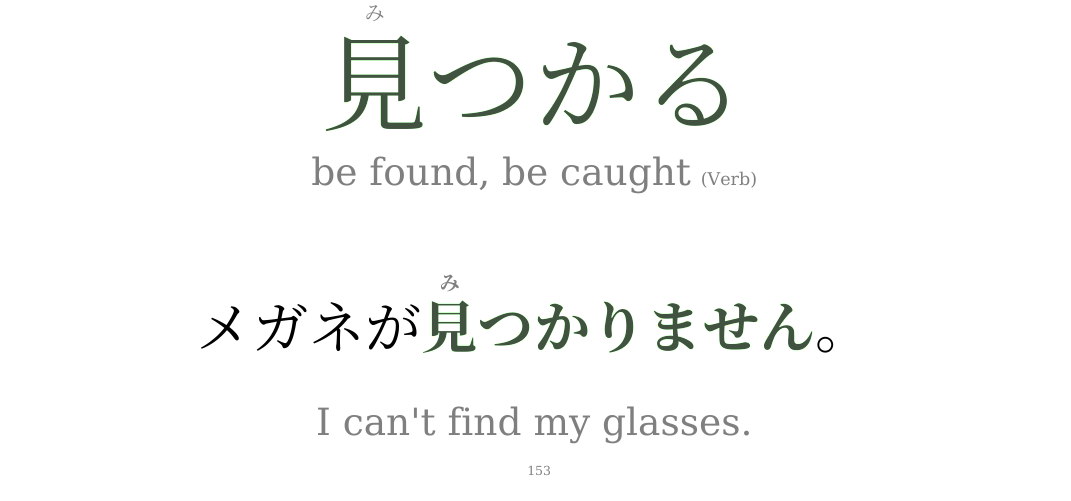 み
見つかる
be found, be caught (Verb)
み
メガネが見つかりません。
I can't find my glasses.
153